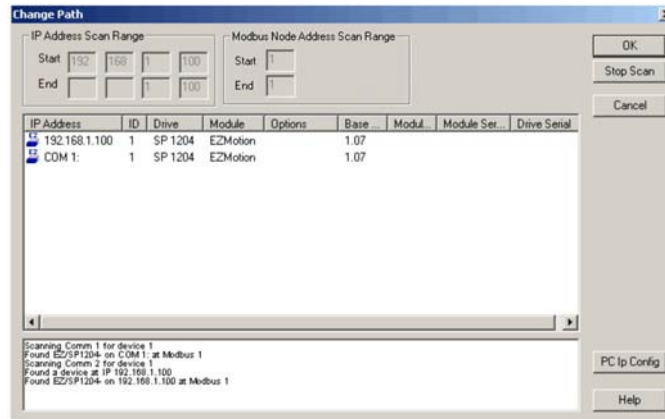 Change Path
IP Address Scan Range
Start 192 168 1 100
End 1 100
Modbus Node Address Scan Range
Start 1
End 1
OK
Stop Scan
Cancel
IP Address ID Drive Module Options Base ... Modul... Module Ser... Drive Serial
192.168.1.100 1 SP 1204 EZMotion 1.07
COM 1: 1 SP 1204 EZMotion 1.07
Scanning Comm 1 for device 1
Found EZ/SP1204- on COM 1: at Modbus 1
Scanning Comm 2 for device 1
Found a device at IP 192.168.1.100
Found EZ/SP1204- on 192.168.1.100 at Modbus 1
PC Ip Config
Help